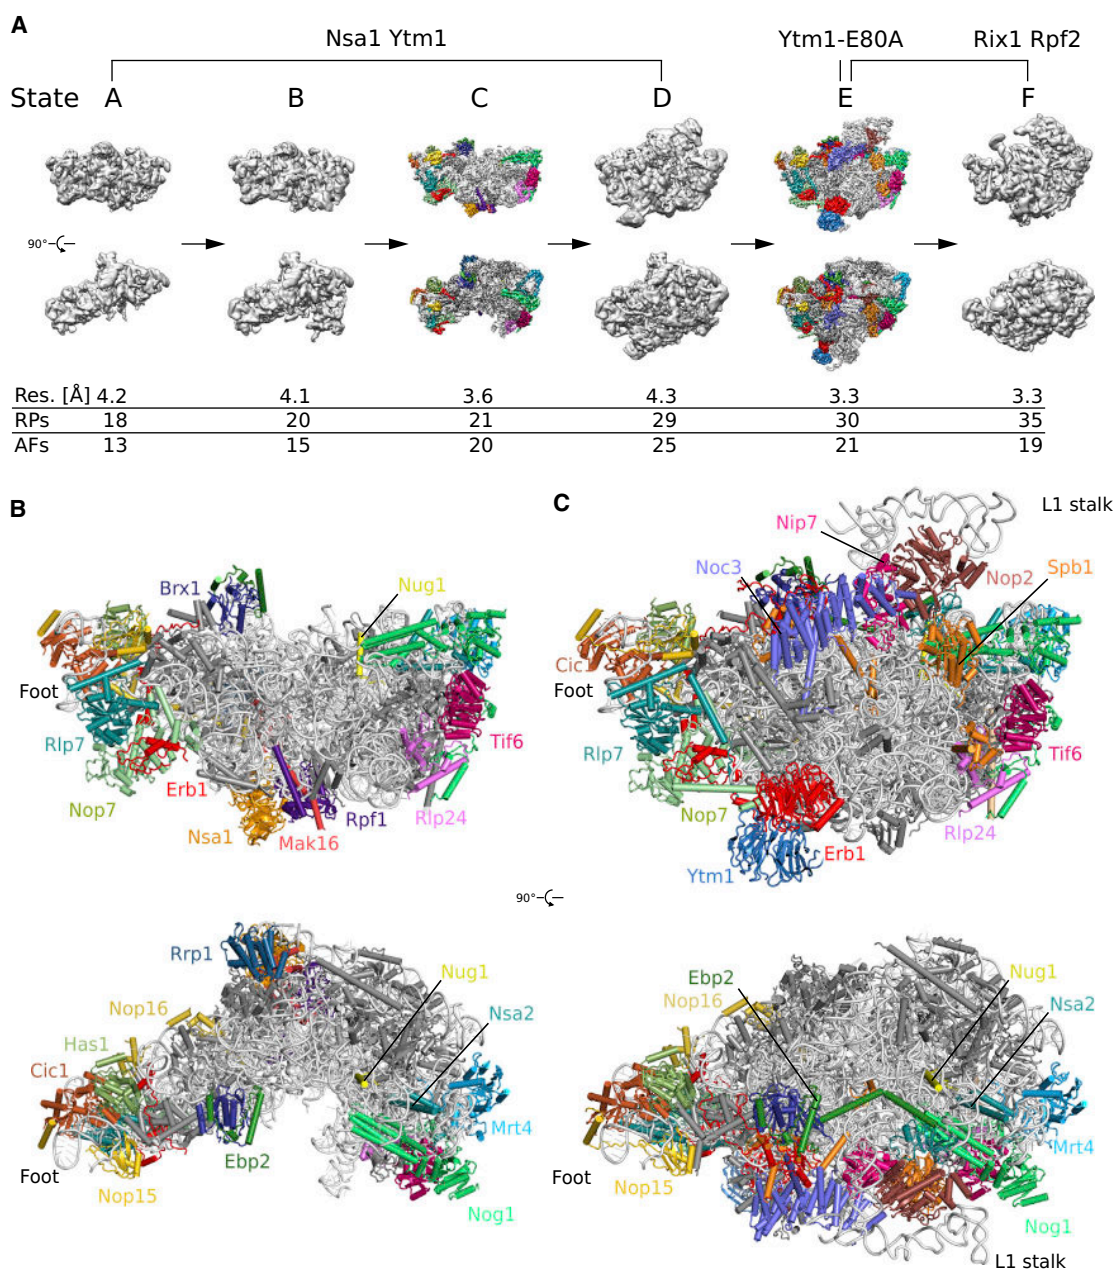 A
Nsa1 Ytm1 Ytm1-E80A Rix1 Rpf2
State A B C D E F
90°
Res. [Å] 4.2 4.1 3.6 4.3 3.3 3.3
RPs 18 20 21 29 30 35
AFs 13 15 20 25 21 19
B
Brx1
Nug1
Foot
Rlp7
Nop7
Erb1
Nsa1
Mak16
Rpf1
Rlp24
Tif6
C
L1 stalk
Nip7
Noc3
Nop2
Spb1
Cic1
Foot
Rlp7
Nop7
Ytm1
Erb1
Rlp24
Tif6
90°
Rrp1
Nop16
Has1
Cic1
Foot
Nop15
Ebp2
Nug1
Nsa2
Mrt4
Nog1
Ebp2
Nop16
Nug1
Nsa2
Cic1
Foot
Nop15
Mrt4
Nog1
L1 stalk